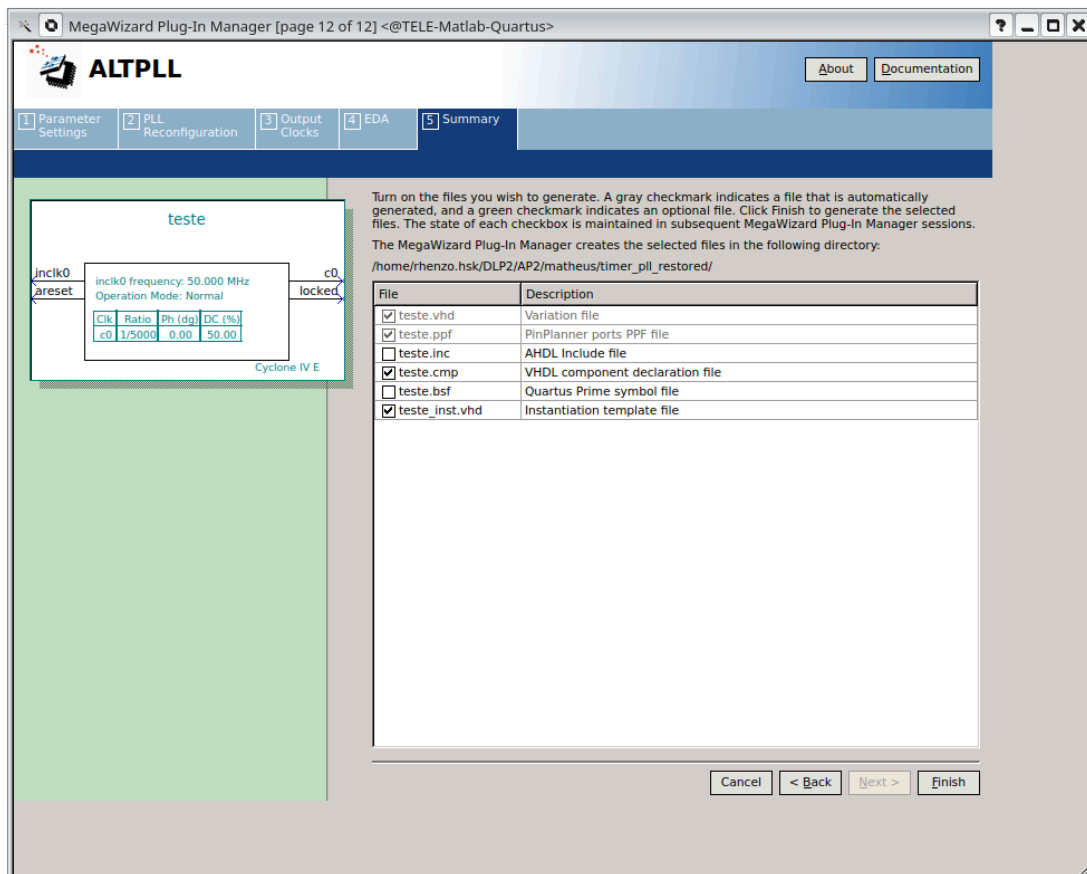 MegaWizard Plug-In Manager [page 12 of 12] <@TELE-Matlab-Quartus>
ALTPLL
About
Documentation
1 Parameter Settings
2 PLL Reconfiguration
3 Output Clocks
4 EDA
5 Summary
teste
inclk0
areset
inclk0 frequency: 50.000 MHz
Operation Mode: Normal
Clk Ratio Ph (dg) DC (%)
c0 1/5000 0.00 50.00
c0
locked
Cyclone IV E
Turn on the files you wish to generate. A gray checkmark indicates a file that is automatically
generated, and a green checkmark indicates an optional file. Click Finish to generate the selected
files. The state of each checkbox is maintained in subsequent MegaWizard Plug-In Manager sessions.
The MegaWizard Plug-In Manager creates the selected files in the following directory:
/home/rhenzo.hsk/DLP2/AP2/matheus/timer_pll_restored/
File Description
teste.vhd Variation file
teste.ppf PinPlanner ports PPF file
teste.inc AHDL Include file
teste.cmp VHDL component declaration file
teste.bsf Quartus Prime symbol file
teste_inst.vhd Instantiation template file
Cancel
< Back
Next >
Finish